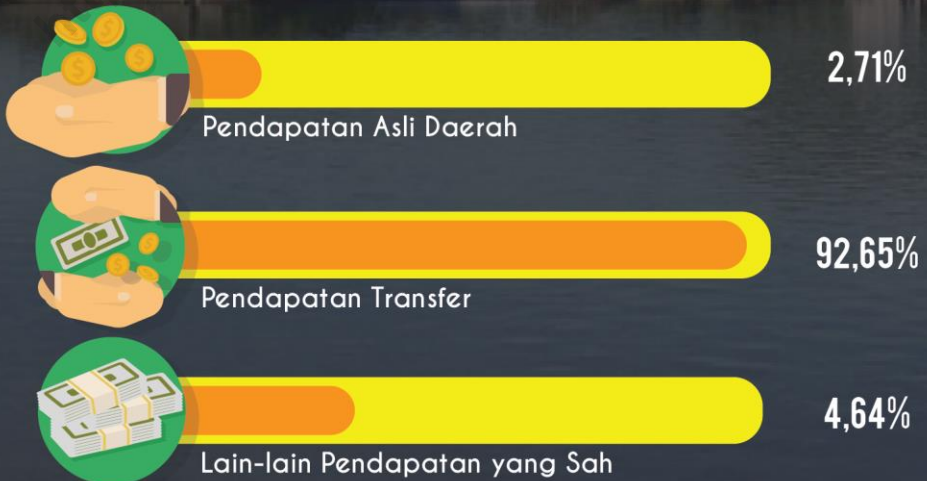 2,71%
Pendapatan Asli Daerah
92,65%
Pendapatan Transfer
4,64%
Lain-lain Pendapatan yang Sah